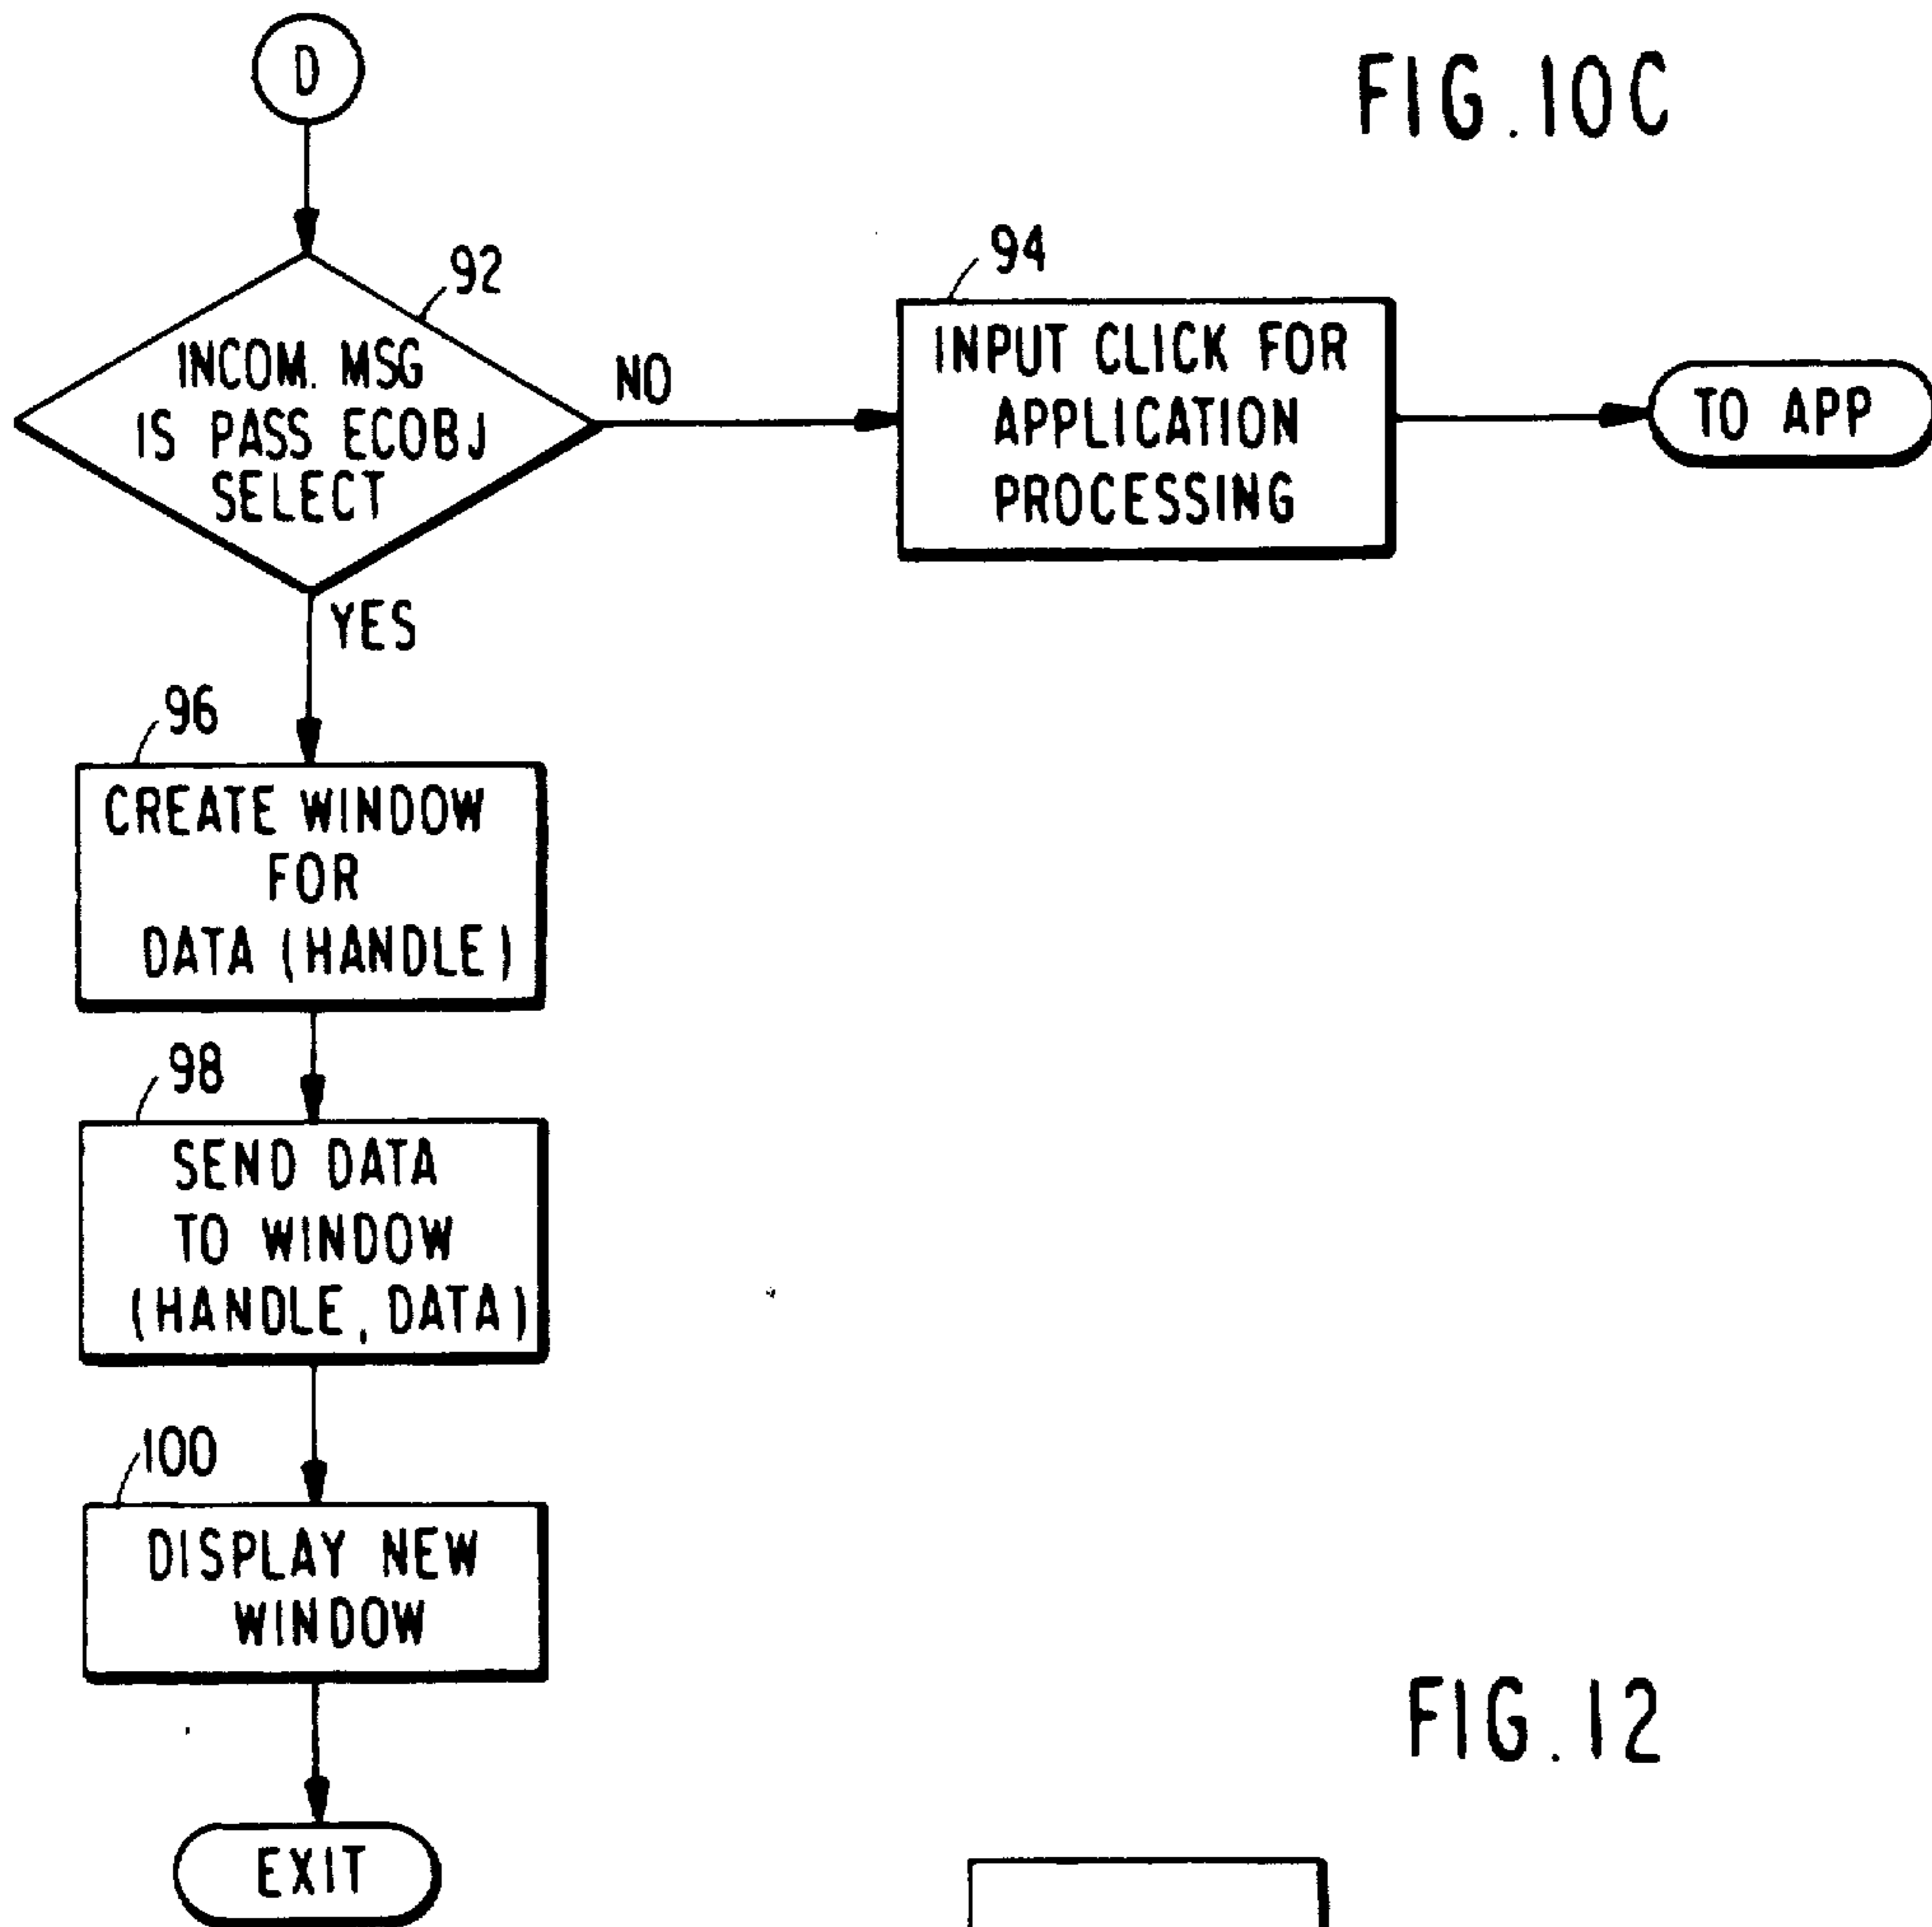 D
FIG.10C
92
INCOM. MSG
IS PASS ECOBJ
SELECT
NO
94
INPUT CLICK FOR
APPLICATION
PROCESSING
TO APP
YES
96
CREATE WINDOW
FOR
DATA (HANDLE)
98
SEND DATA
TO WINDOW
(HANDLE, DATA)
100
DISPLAY NEW
WINDOW
EXIT
FIG.12